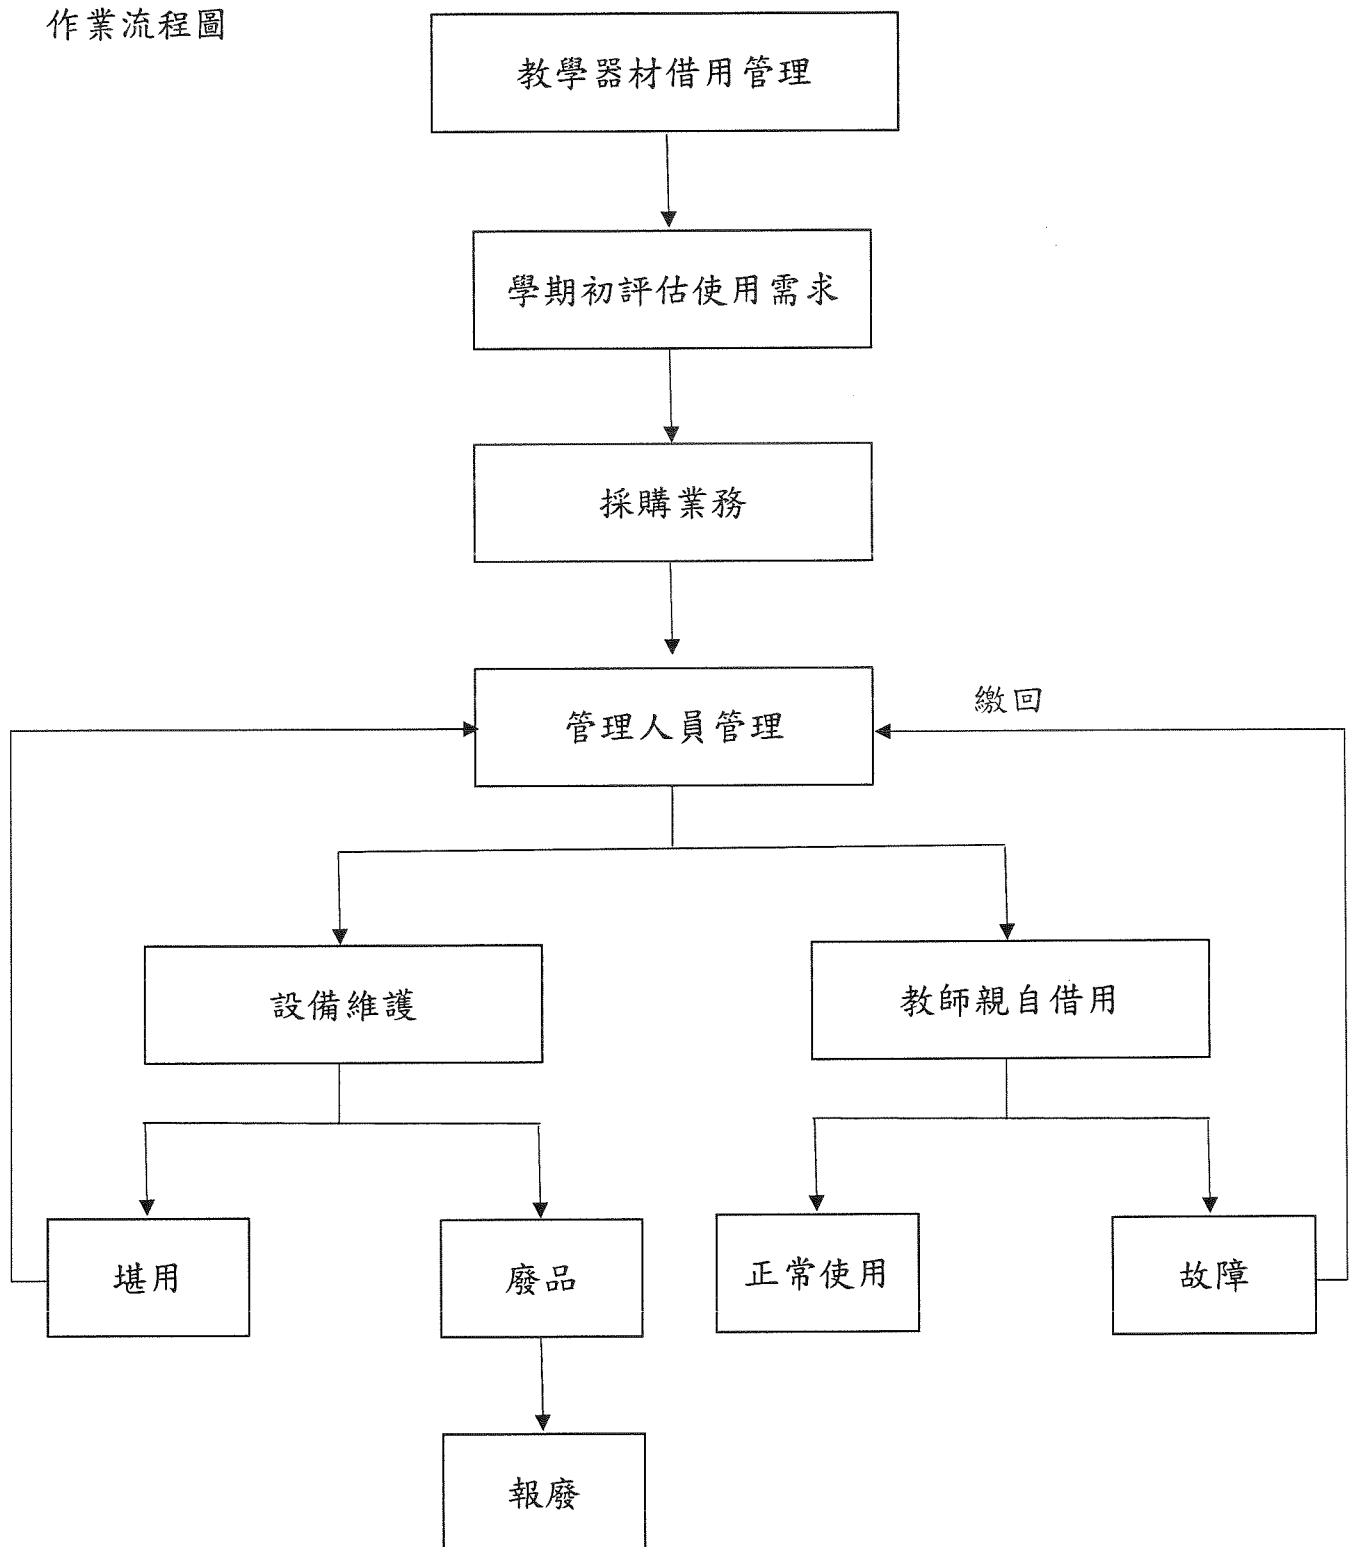 作業流程圖
教學器材借用管理
學期初評估使用需求
採購業務
管理人員管理
繳回
設備維護
教師親自借用
堪用
廢品
正常使用
故障
報廢